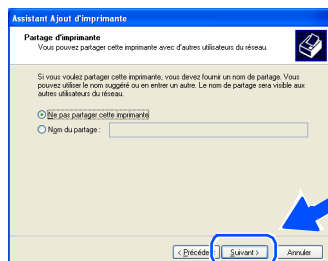 Assistant Ajout d'imprimante
Partage d'imprimante
Vous pouvez partager cette imprimante avec d'autres utilisateurs du réseau.
Si vous voulez partager cette imprimante, vous devez fournir un nom de partage. Vous
pouvez utiliser le nom suggéré ou en entrer un autre. Le nom de partage sera visible aux
autres utilisateurs du réseau.
Ne pas partager cette imprimante
Nom du partage :
< Précéde
Suivant >
Annuler